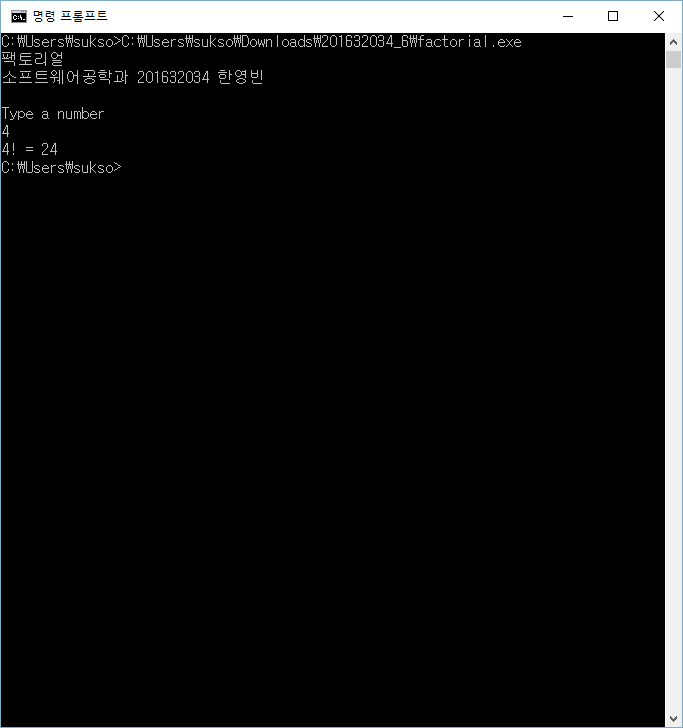 명령 프롬프트
C:₩Users₩sukso>C:₩Users₩sukso₩Downloads₩201632034_6₩factorial.exe
팩토리얼
소프트웨어공학과 201632034 한영빈
Type a number
4
4! = 24
C:₩Users₩sukso>